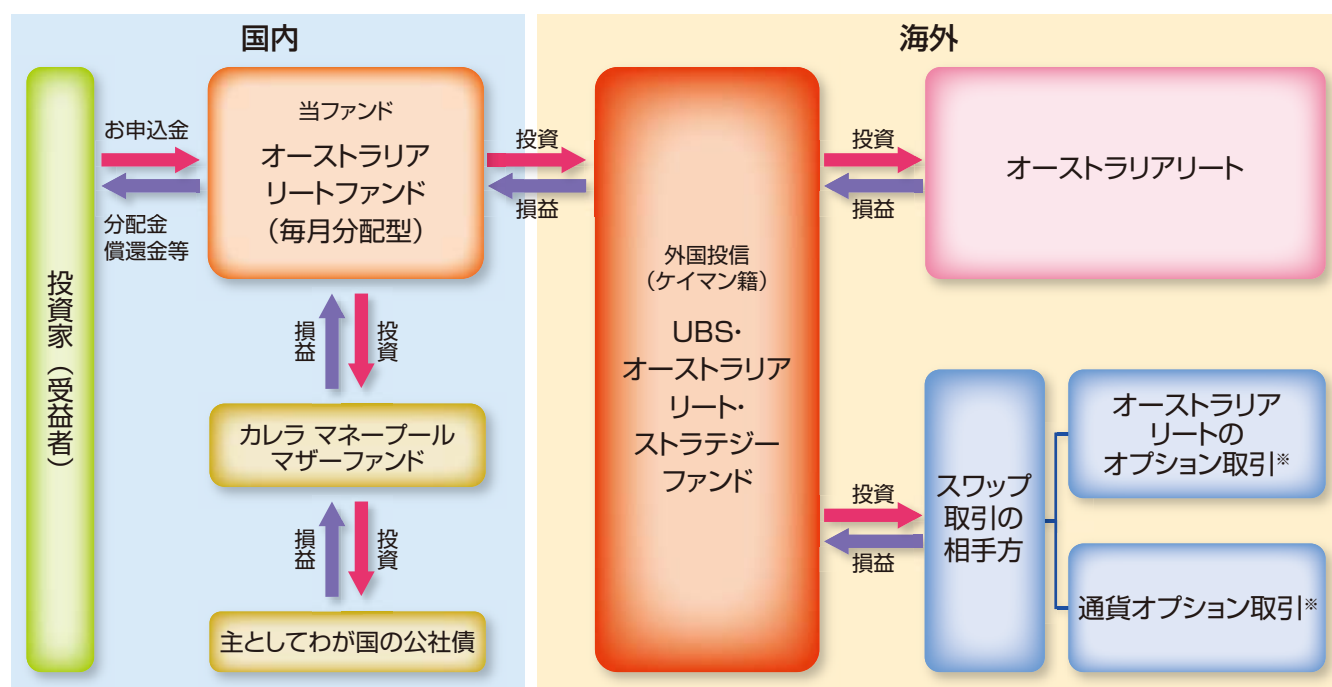 国内
投資家（受益者）
お申込金
分配金
償還金等
当ファンド
オーストラリア
リートファンド
（毎月分配型）
損益
投資
カレラ マネープール
マザーファンド
損益
投資
主としてわが国の公社債
投資
損益
海外
外国投信
（ケイマン籍）
UBS・
オーストラリア
リート・
ストラテジー
ファンド
投資
損益
オーストラリアリート
投資
損益
スワップ
取引の
相手方
オーストラリア
リートの
オプション取引※
通貨オプション取引※